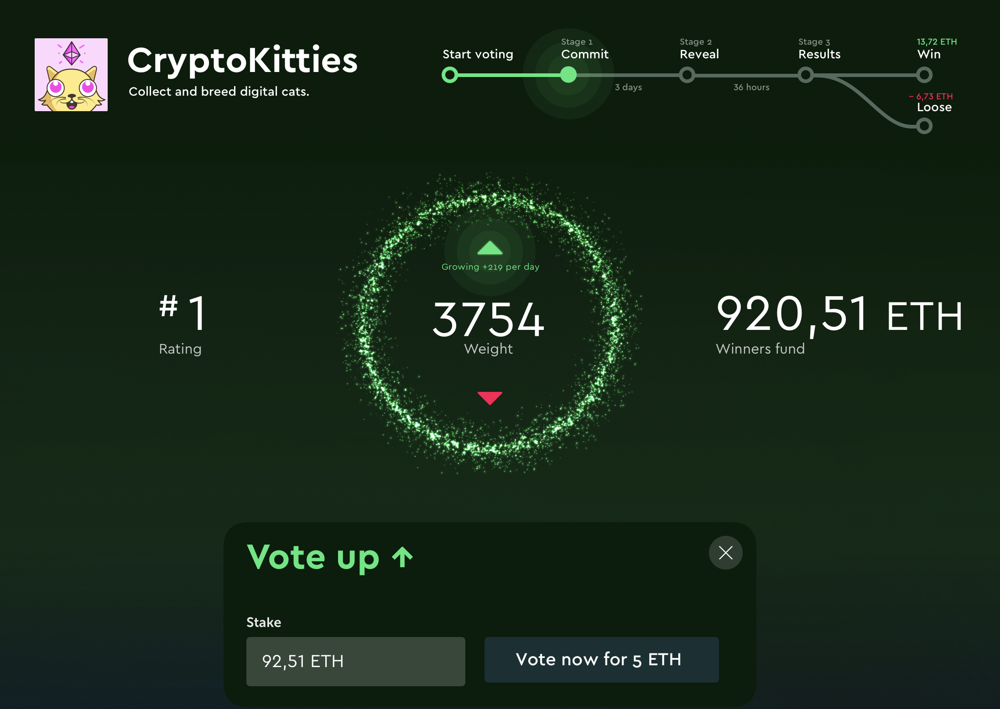 CryptoKitties
Collect and breed digital cats.
Start voting
Stage 1
Commit
3 days
Stage 2
Reveal
36 hours
Stage 3
Results
13,72 ETH
Win
– 6,73 ETH
Loose
Growing +219 per day
# 1
Rating
3754
Weight
920,51 ETH
Winners fund
Vote up ↑
Stake
92,51 ETH
Vote now for 5 ETH